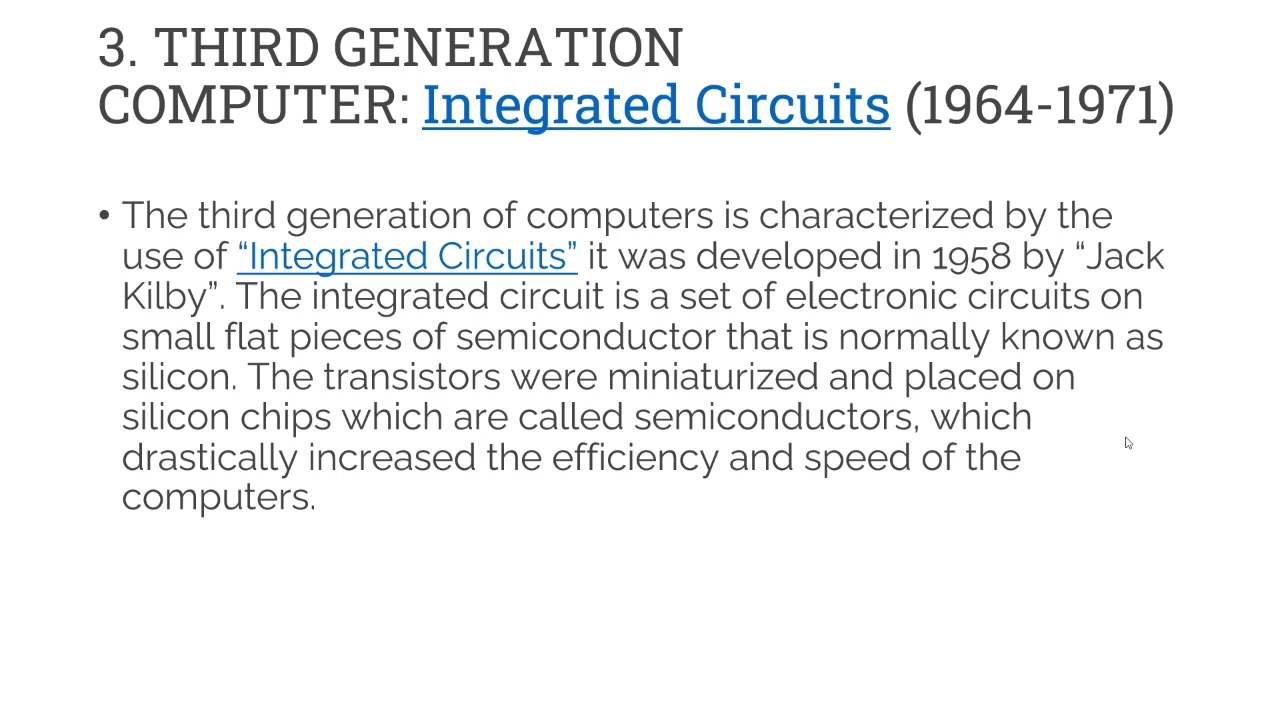 3. THIRD GENERATION
COMPUTER: Integrated Circuits (1964-1971)
• The third generation of computers is characterized by the
use of “Integrated Circuits” it was developed in 1958 by “Jack
Kilby”. The integrated circuit is a set of electronic circuits on
small flat pieces of semiconductor that is normally known as
silicon. The transistors were miniaturized and placed on
silicon chips which are called semiconductors, which
drastically increased the efficiency and speed of the
computers.